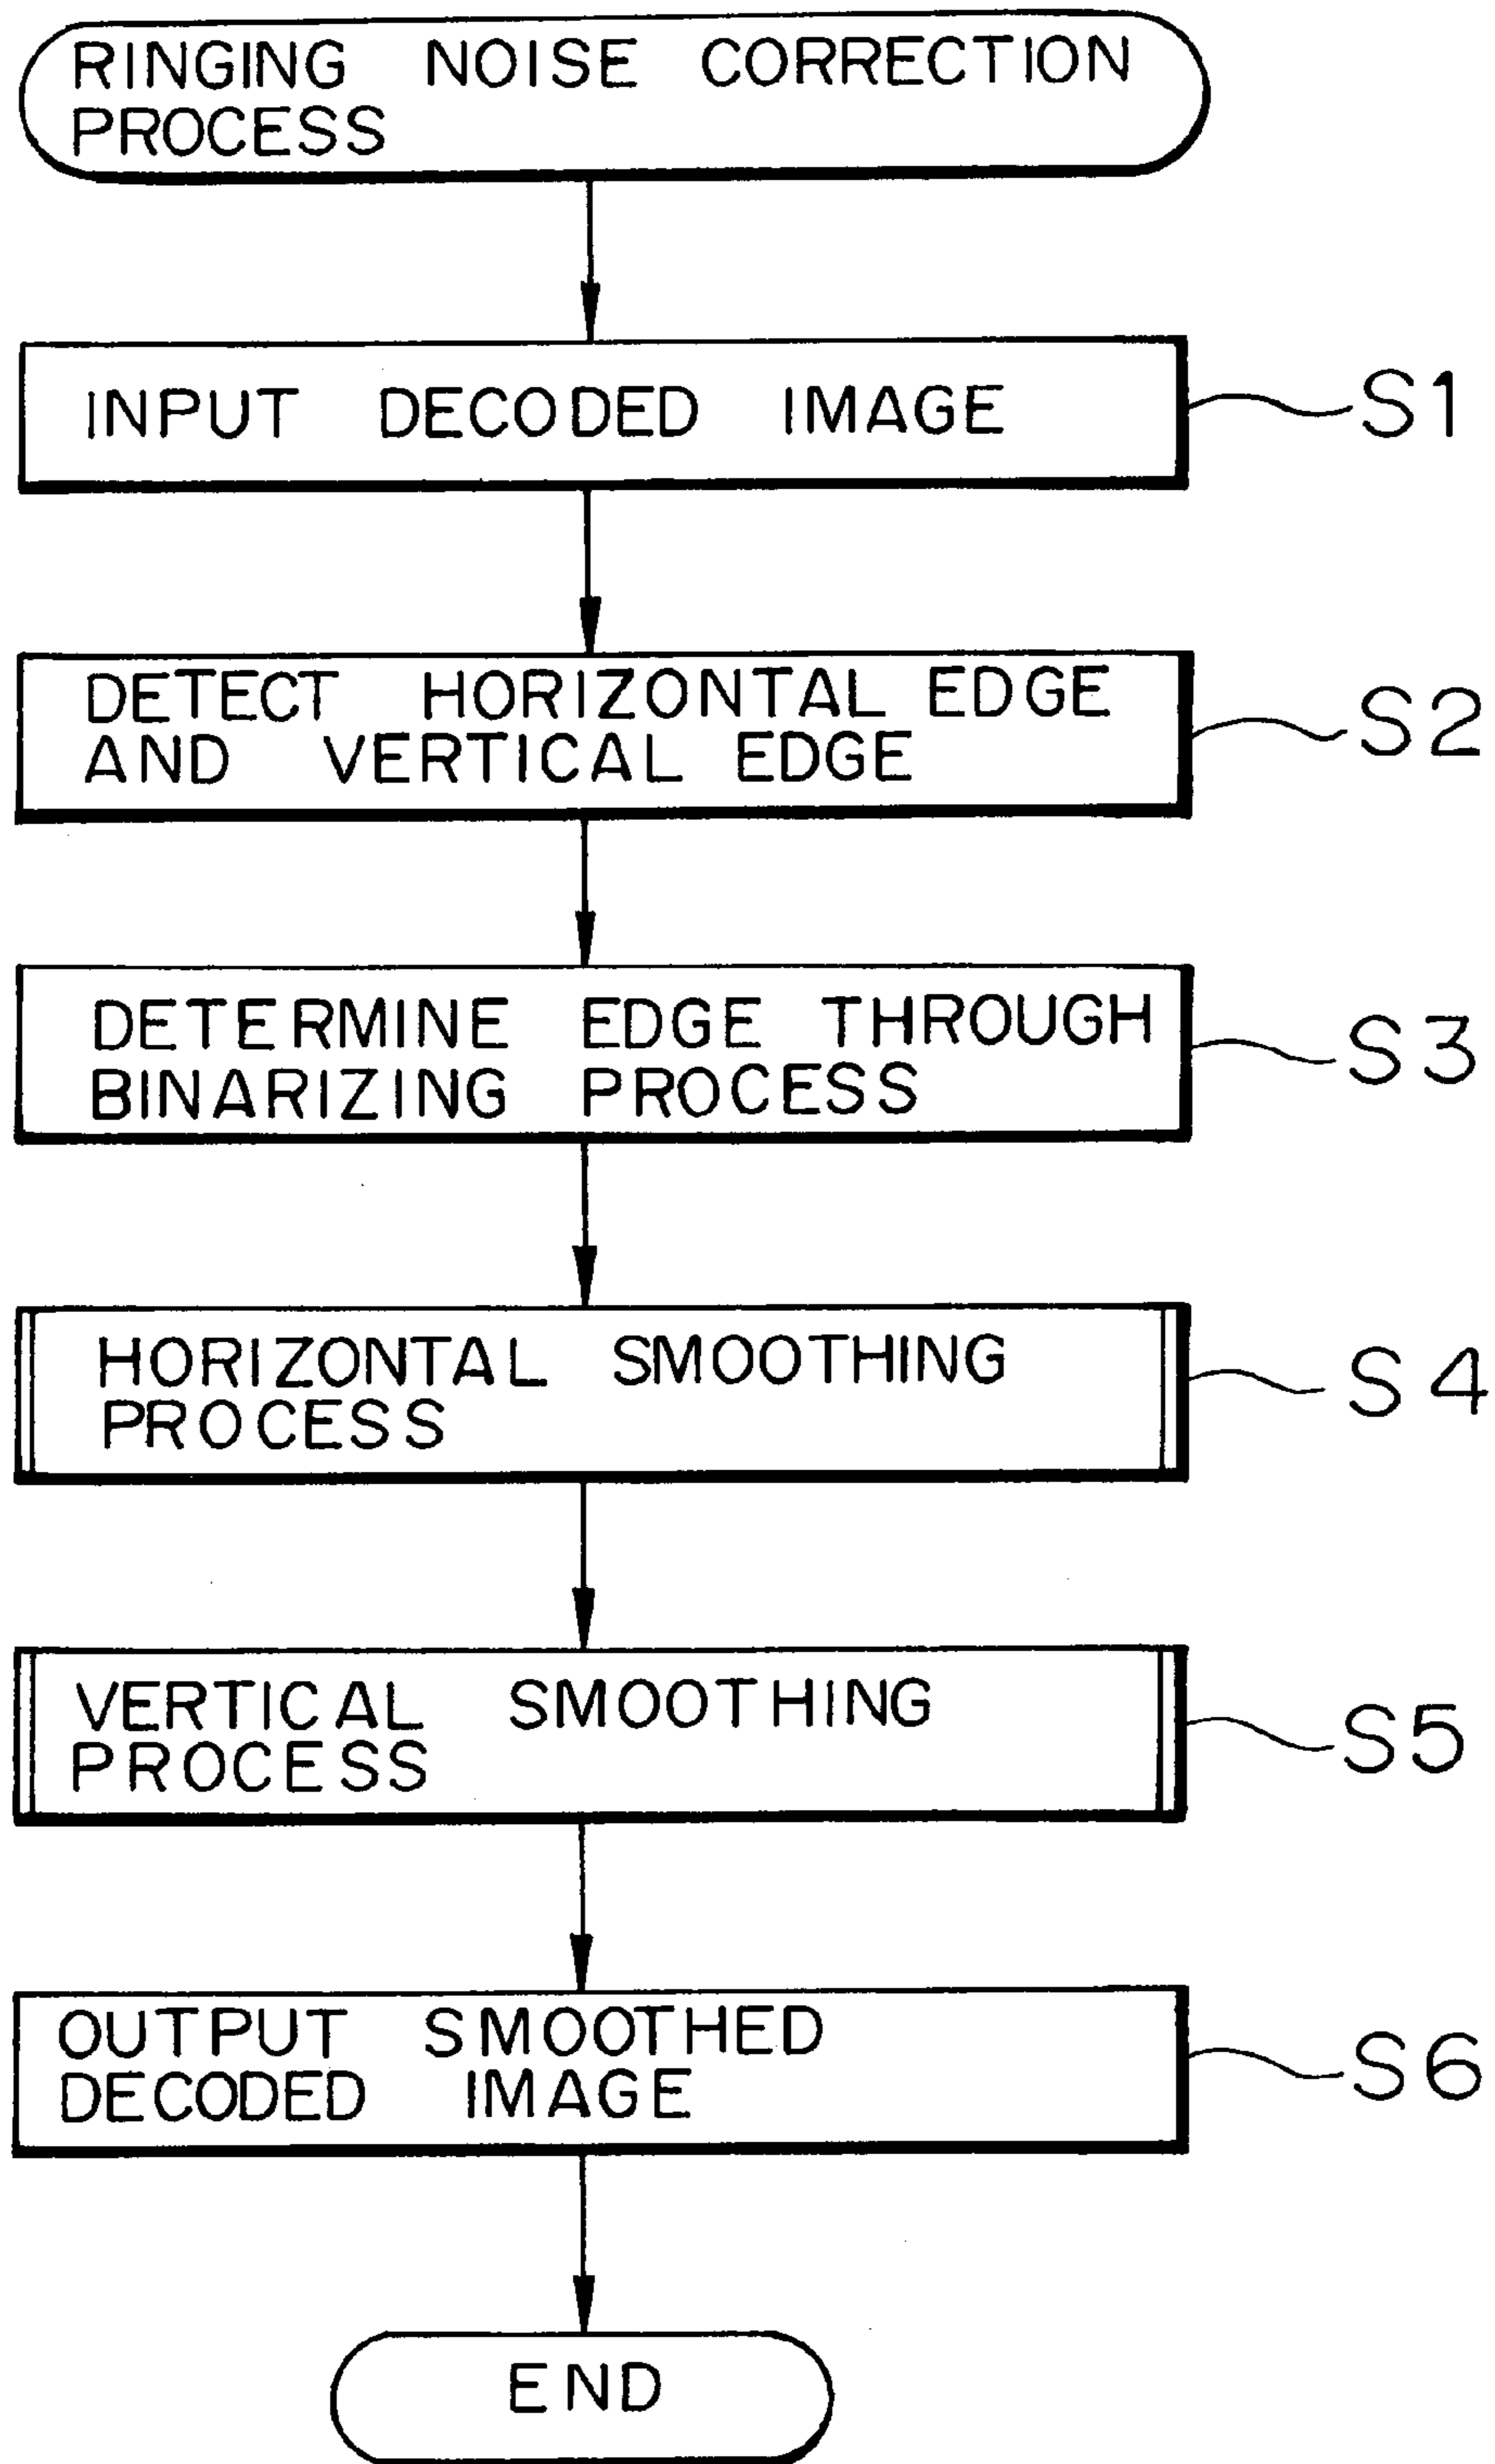 RINGING NOISE CORRECTION
PROCESS
INPUT DECODED IMAGE
S1
DETECT HORIZONTAL EDGE
AND VERTICAL EDGE
S2
DETERMINE EDGE THROUGH
BINARIZING PROCESS
S3
HORIZONTAL SMOOTHING
PROCESS
S4
VERTICAL SMOOTHING
PROCESS
S5
OUTPUT SMOOTHED
DECODED IMAGE
S6
END